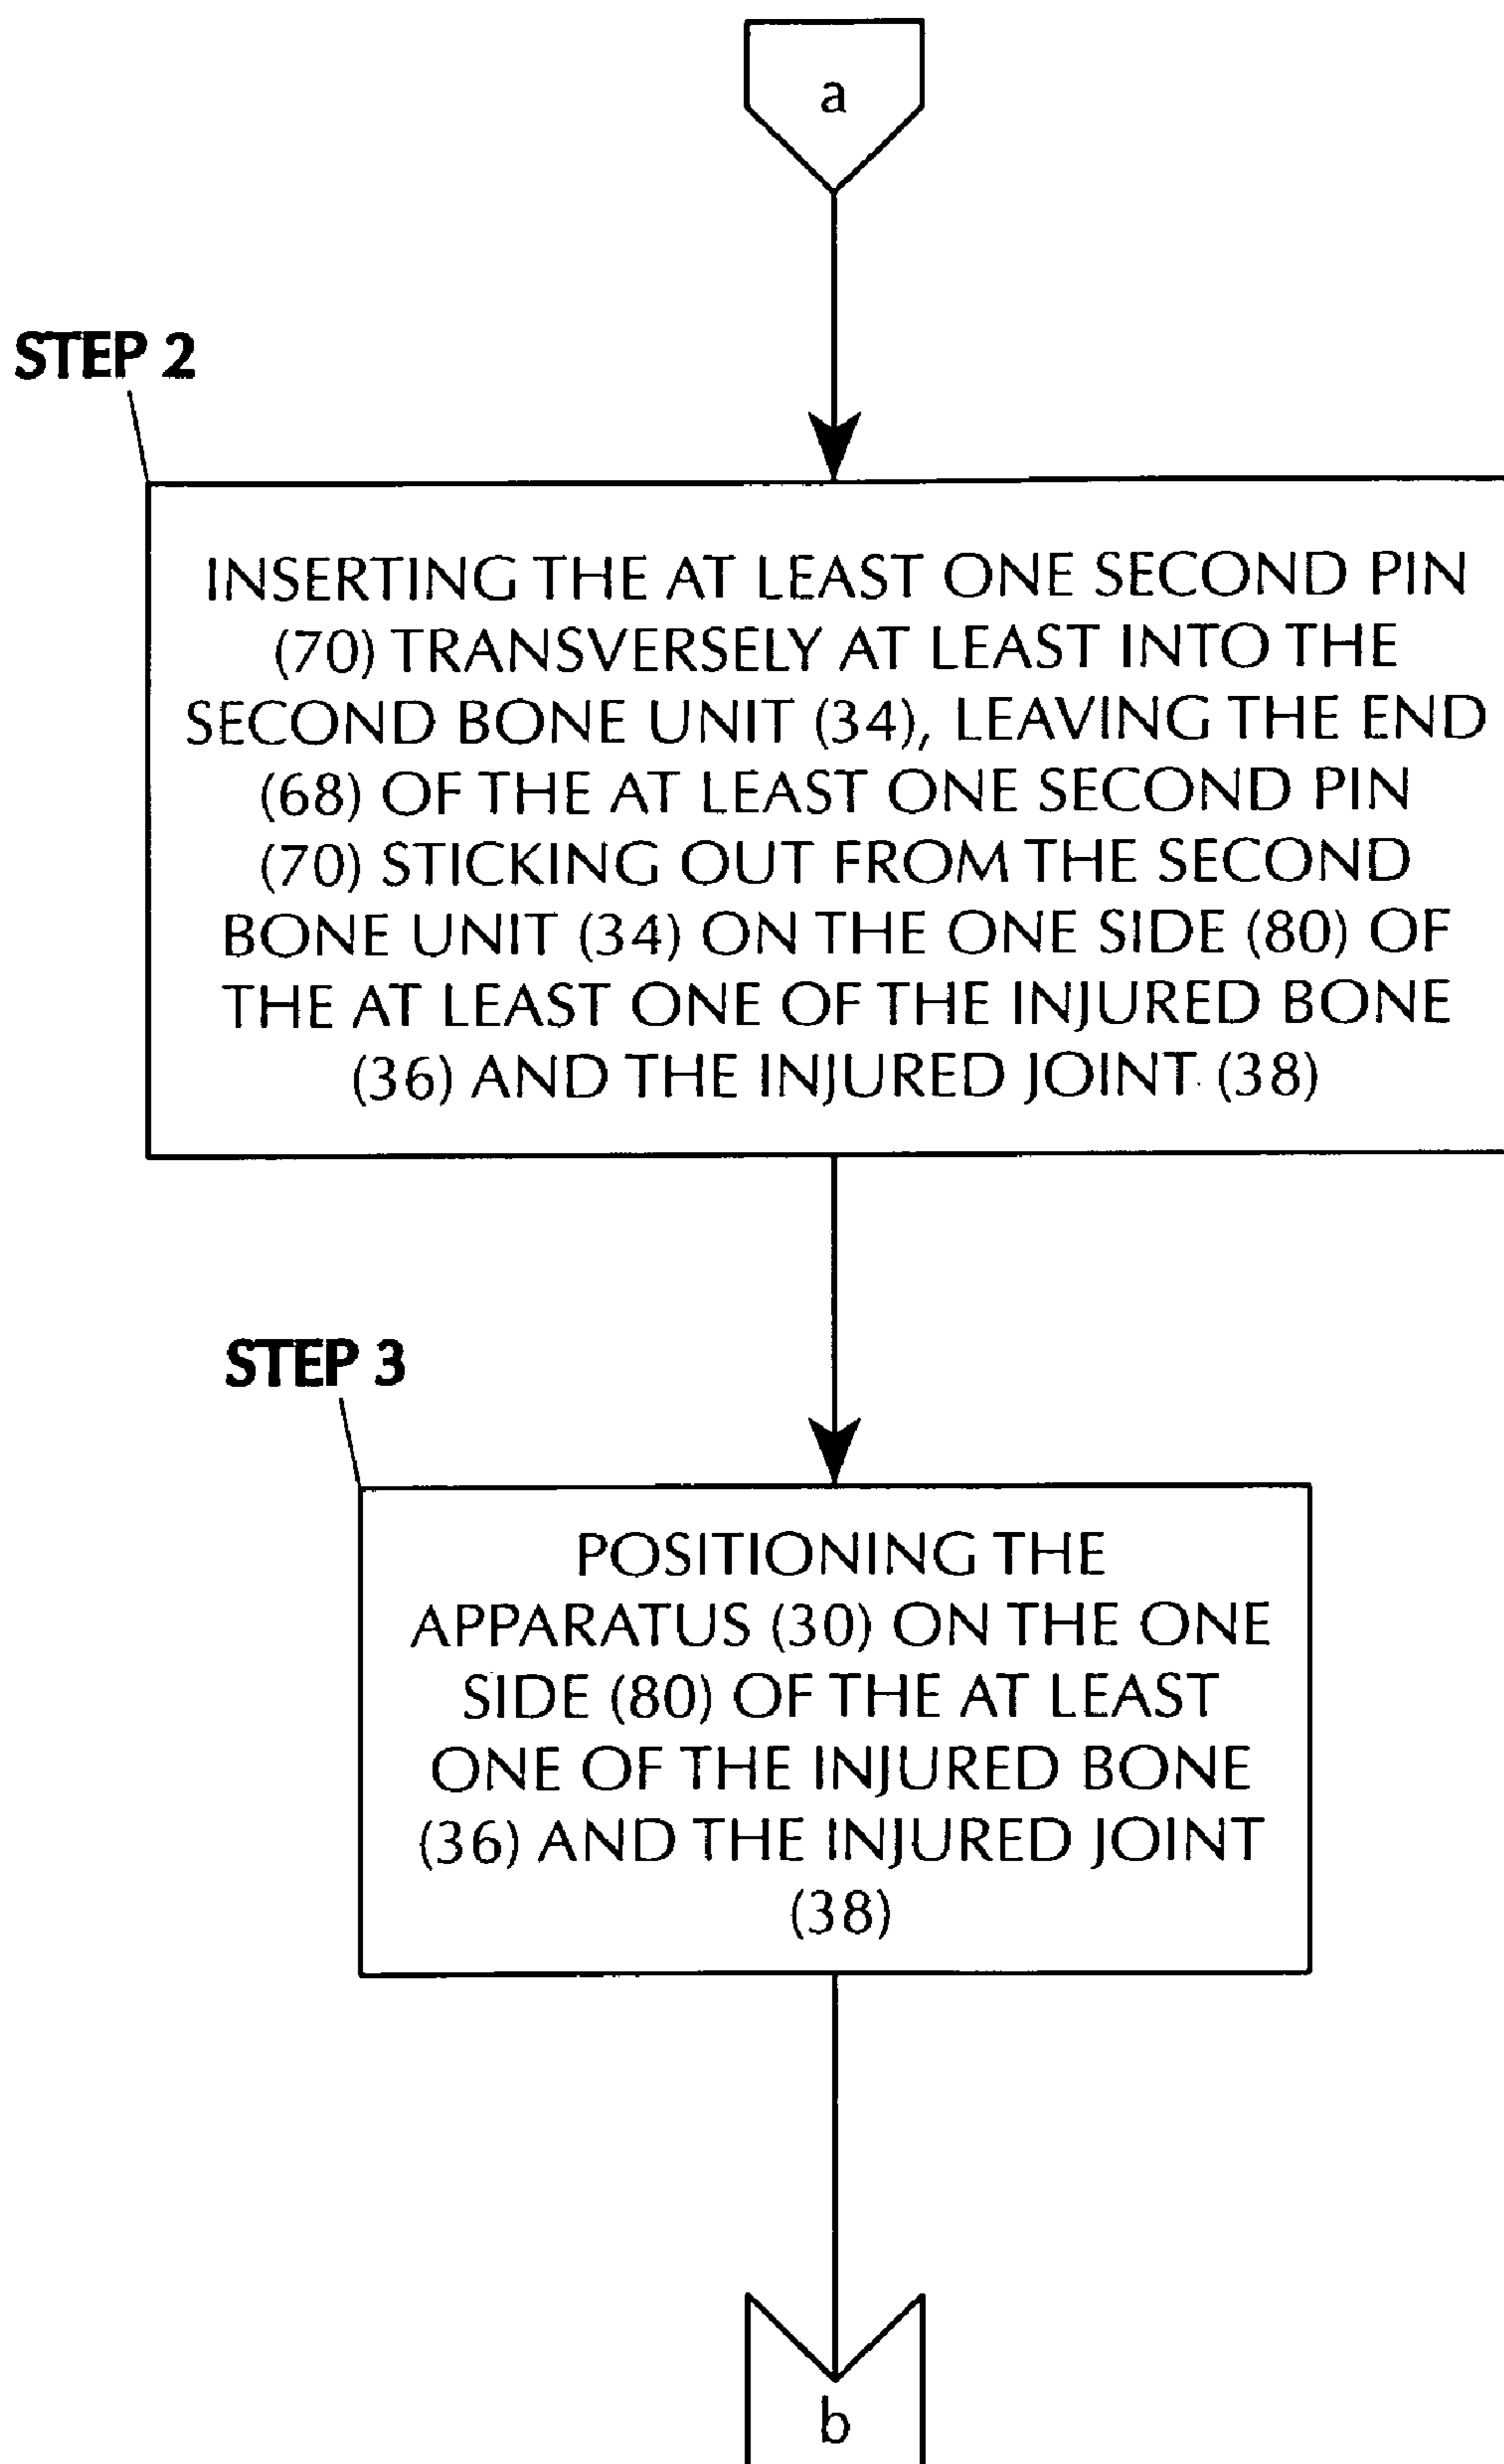 a
STEP 2
INSERTING THE AT LEAST ONE SECOND PIN
(70) TRANSVERSELY AT LEAST INTO THE
SECOND BONE UNIT (34), LEAVING THE END
(68) OF THE AT LEAST ONE SECOND PIN
(70) STICKING OUT FROM THE SECOND
BONE UNIT (34) ON THE ONE SIDE (80) OF
THE AT LEAST ONE OF THE INJURED BONE
(36) AND THE INJURED JOINT (38)
STEP 3
POSITIONING THE
APPARATUS (30) ON THE ONE
SIDE (80) OF THE AT LEAST
ONE OF THE INJURED BONE
(36) AND THE INJURED JOINT
(38)
b